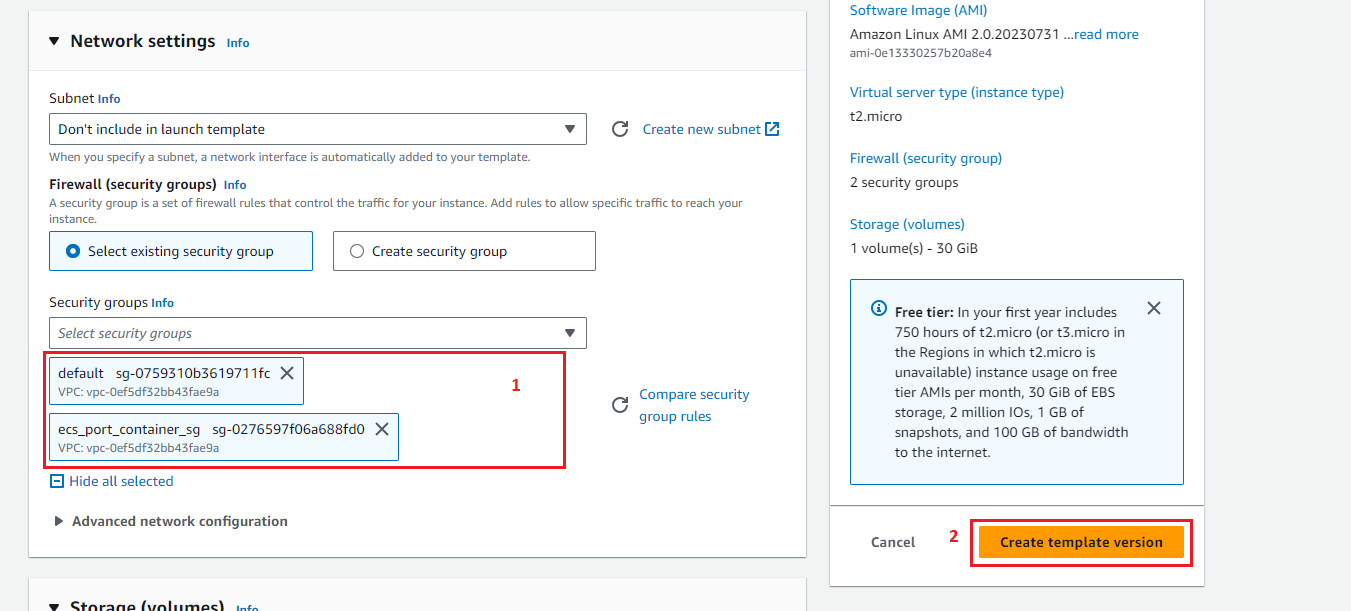 Network settings Info
Subnet Info
Don't include in launch template
Create new subnet
When you specify a subnet, a network interface is automatically added to your template.
Firewall (security groups) Info
A security group is a set of firewall rules that control the traffic for your instance. Add rules to allow specific traffic to reach your
instance.
Select existing security group
Create security group
Security groups Info
Select security groups
default sg-0759310b3619711fc
VPC: vpc-0ef5df32bb43fae9a
1
ecs_port_container_sg sg-0276597f06a688fd0
VPC: vpc-0ef5df32bb43fae9a
Compare security
group rules
Hide all selected
Advanced network configuration
Storage (volumes) Info
Software Image (AMI)
Amazon Linux AMI 2.0.20230731 ...read more
ami-0e13330257b20a8e4
Virtual server type (instance type)
t2.micro
Firewall (security group)
2 security groups
Storage (volumes)
1 volume(s) - 30 GiB
Free tier: In your first year includes
750 hours of t2.micro (or t3.micro in
the Regions in which t2.micro is
unavailable) instance usage on free
tier AMIs per month, 30 GiB of EBS
storage, 2 million IOs, 1 GB of
snapshots, and 100 GB of bandwidth
to the internet.
Cancel
2
Create template version